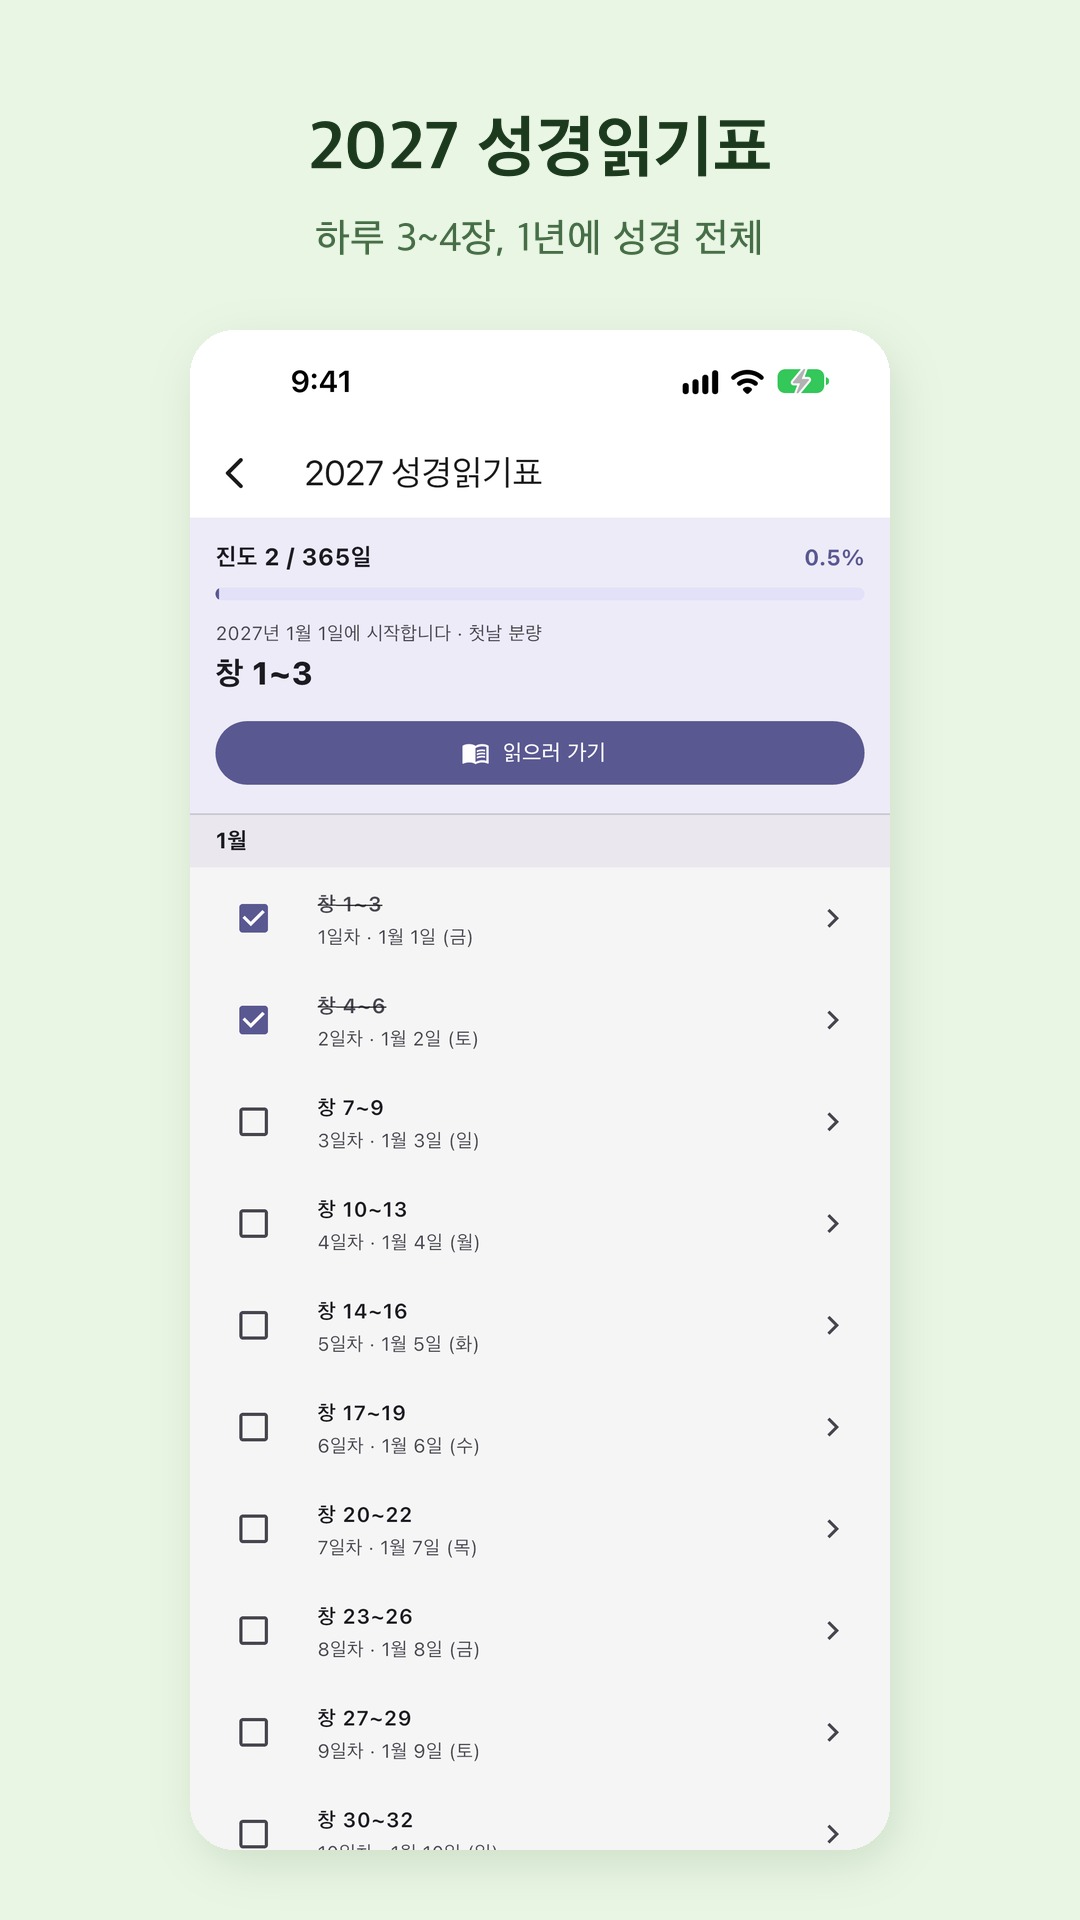 2027 성경읽기표
하루 3~4장, 1년에 성경 전체
9:41
2027 성경읽기표
진도 2 / 365일
0.5%
2027년 1월 1일에 시작합니다 · 첫날 분량
창 1~3
읽으러 가기
1월
창 1~3
1일차 · 1월 1일 (금)
창 4~6
2일차 · 1월 2일 (토)
창 7~9
3일차 · 1월 3일 (일)
창 10~13
4일차 · 1월 4일 (월)
창 14~16
5일차 · 1월 5일 (화)
창 17~19
6일차 · 1월 6일 (수)
창 20~22
7일차 · 1월 7일 (목)
창 23~26
8일차 · 1월 8일 (금)
창 27~29
9일차 · 1월 9일 (토)
창 30~32